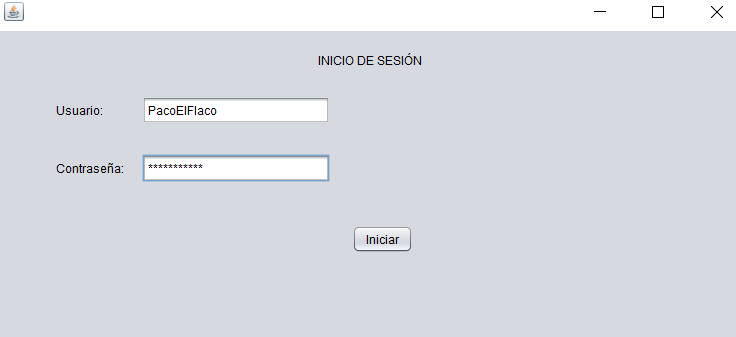 INICIO DE SESIÓN
Usuario: PacoElFlaco
Contraseña: ***********
Iniciar